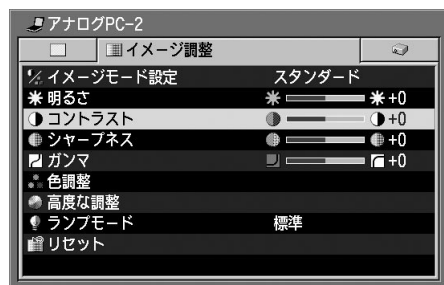 アナログPC-2
イメージ調整
イメージモード設定 スタンダード
明るさ +0
コントラスト +0
シャープネス +0
ガンマ +0
色調整
高度な調整
ランプモード 標準
リセット